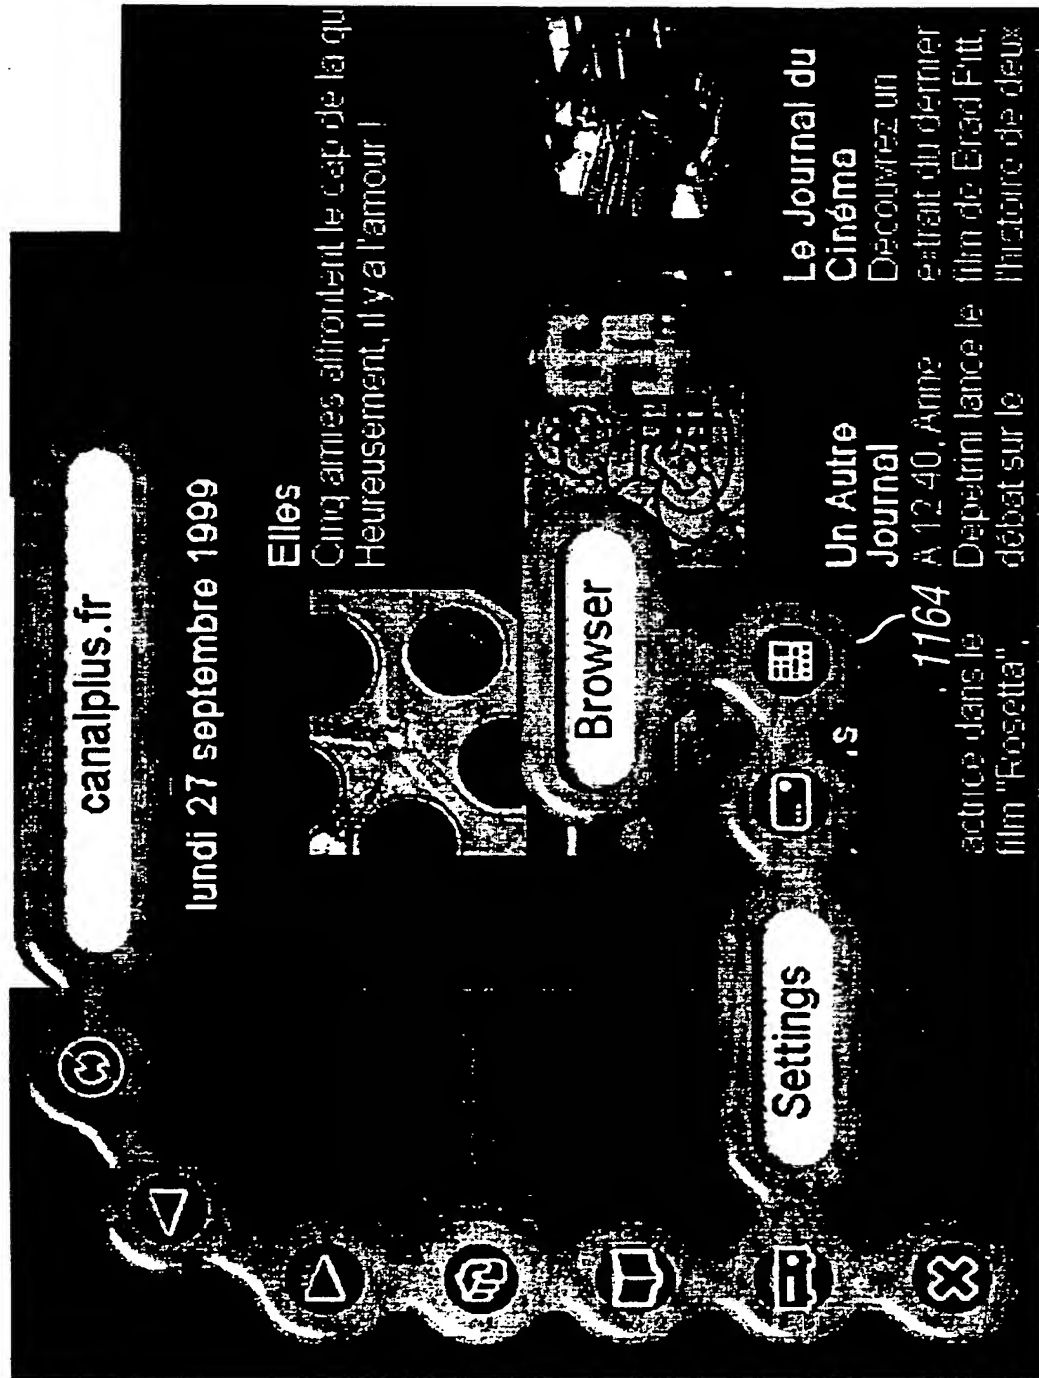 canalplus.fr
lundi 27 septembre 1999
Elles
Cinq amies affrontent le cap de la qu
Heureusement, il y a l'amour !
Browser
Settings
1164
s,
actrice dans le
film "Rosetta",
Un Autre
Journal
A 12 40, Anne
Depetrini lance le
débat sur le
Le Journal du
Cinéma
Découvrez un
extrait du dernier
film de Brad Pitt,
l'histoire de deux